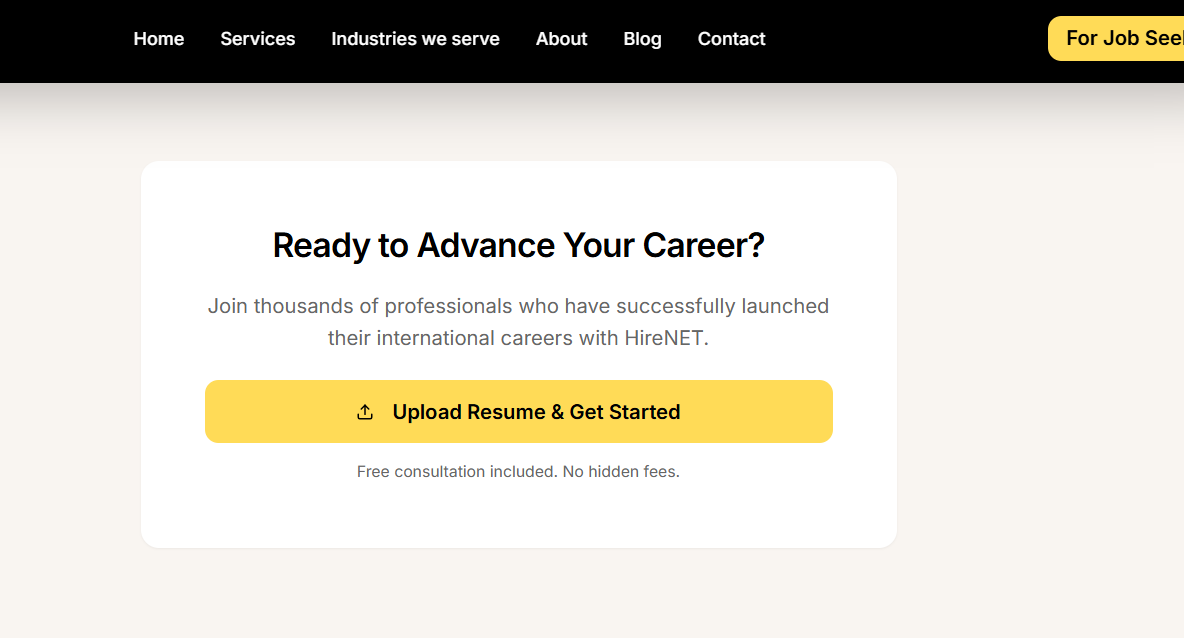 Home Services Industries we serve About Blog Contact For Job
Ready to Advance Your Career?
Join thousands of professionals who have successfully launched
their international careers with HireNET.
Upload Resume & Get Started
Free consultation included. No hidden fees.